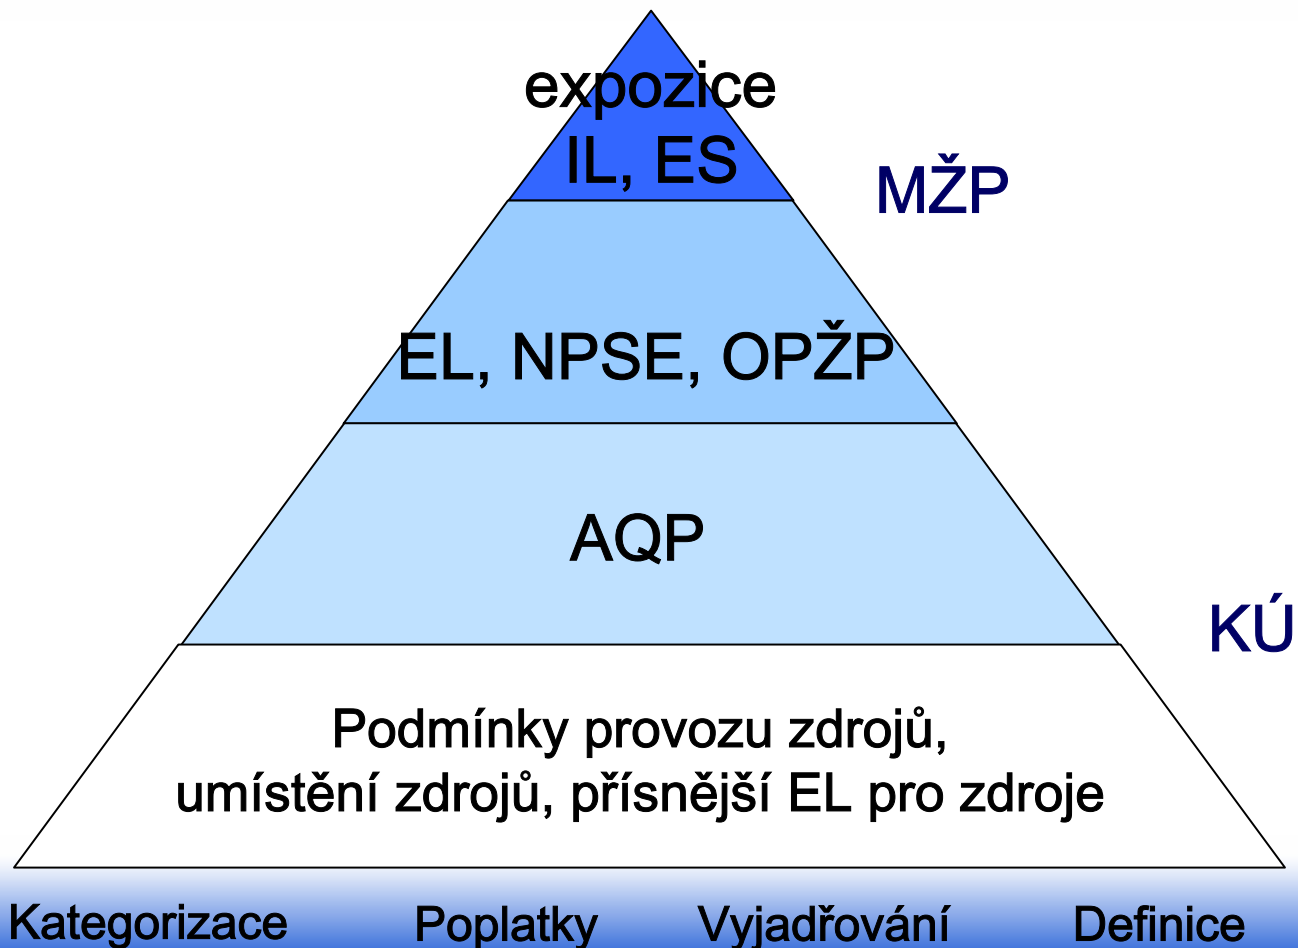 expozice
IL, ES
MŽP
EL, NPSE, OPŽP
AQP
KÚ
Podmínky provozu zdrojů,
umístění zdrojů, přísnější EL pro zdroje
Kategorizace Poplatky Vyjadřování Definice